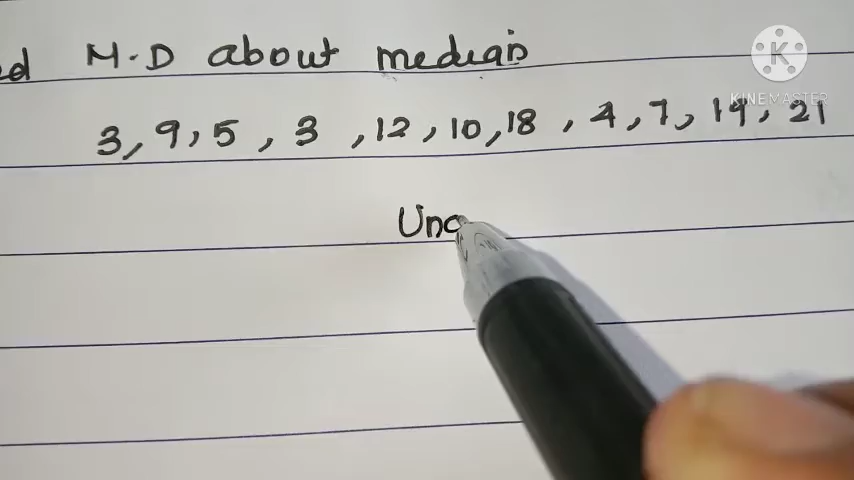 M.D about median
3, 9, 5, 3, 12, 10, 18, 4, 7, 19, 21
KINEMASTER